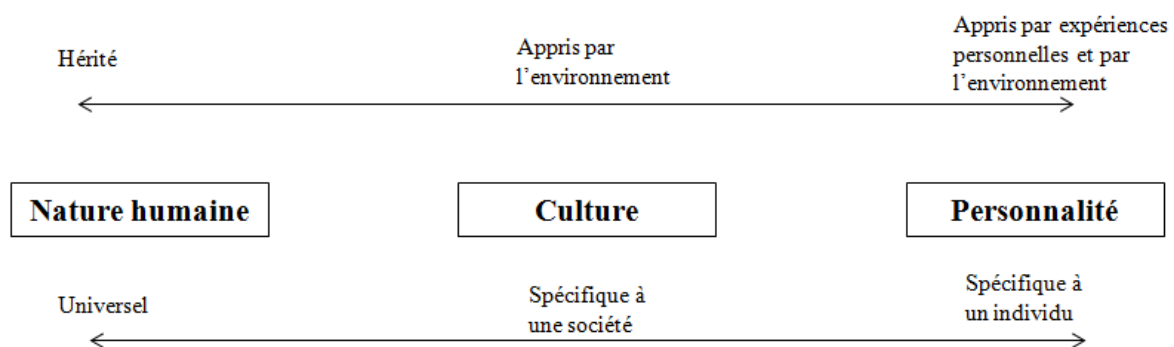 Hérité
Appris par
l’environnement
Appris par expériences
personnelles et par
l’environnement
Nature humaine
Culture
Personnalité
Universel
Spécifique à
une société
Spécifique à
un individu